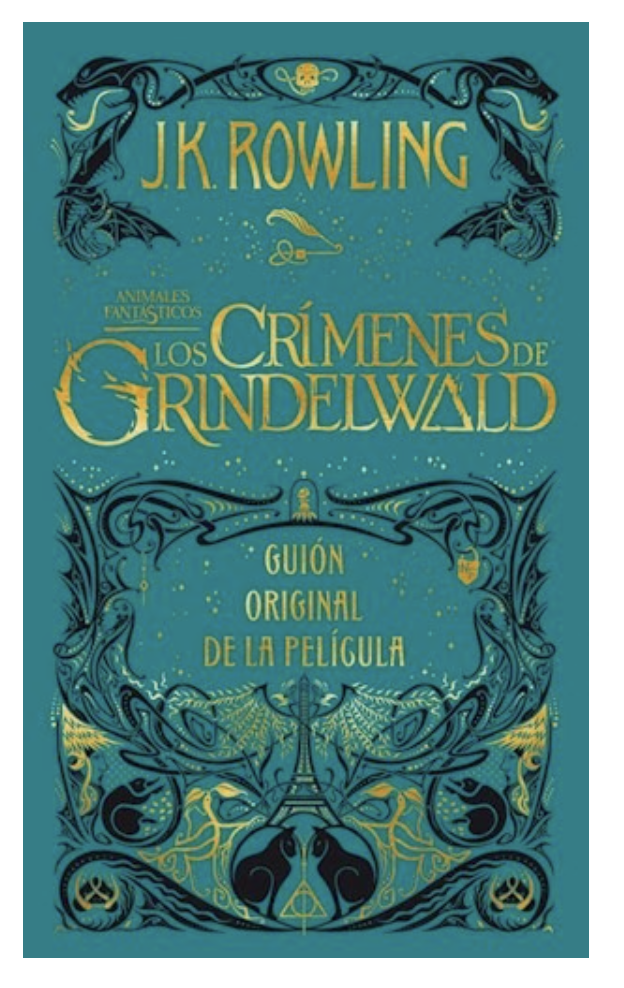 J.K. ROWLING
ANIMALES
FANTÁSTICOS
LOS CRÍMENES DE
GRINDELWALD
GUIÓN
ORIGINAL
DE LA PELÍCULA